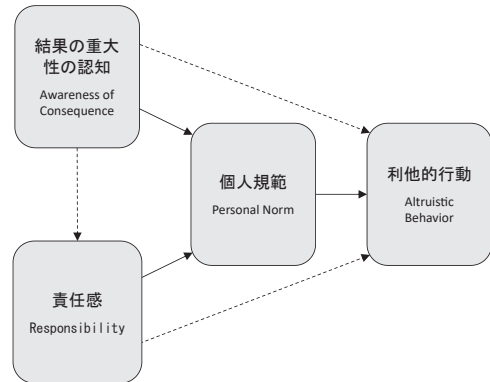 結果の重大
性の認知
Awareness of
Consequence
個人規範
Personal Norm
利他的行動
Altruistic
Behavior
責任感
Responsibility